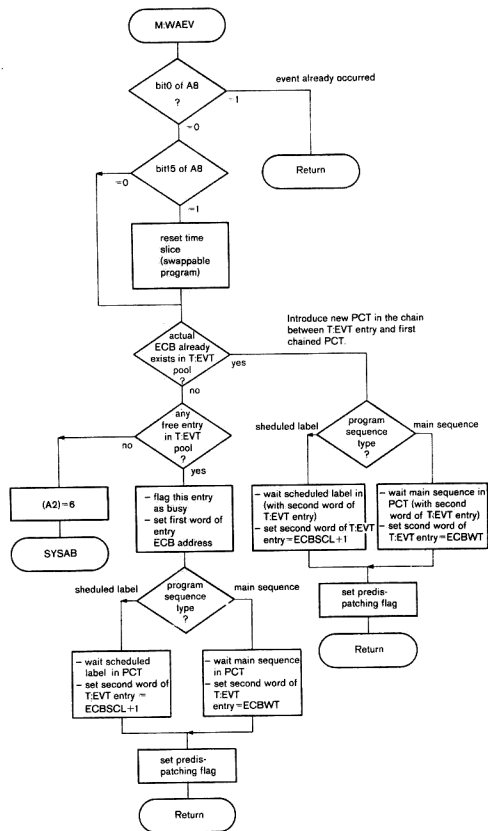 M:WAEV
bit0 of A8
?
event already occurred
=1
=0
bit15 of A8
=0
=1
Return
reset time
slice
(swappable
program)
Introduce new PCT in the chain
between T:EVT entry and first
chained PCT.
actual
ECB already
exists in T:EVT
pool
?
yes
no
any
free entry
in T:EVT
pool
?
no
yes
sheduled label
program
sequence
type
?
main sequence
(A2)=6
SYSAB
– flag this entry
as busy
– set first word of
entry
ECB address
– wait scheduled label in
(with second word of
T:EVT entry)
– set second word of T:EVT
entry=ECBSCL+1
– wait main sequence in
PCT (with second word
of T:EVT entry)
– set second word of
T:EVT entry=ECBWT
set predis-
patching flag
Return
sheduled label
program
sequence
type
?
main sequence
– wait scheduled
label in PCT
– set second word of
T:EVT entry =
ECBSCL+1
– wait main sequence
in PCT
– set second word of
T:EVT
entry=ECBWT
set predis-
patching flag
Return